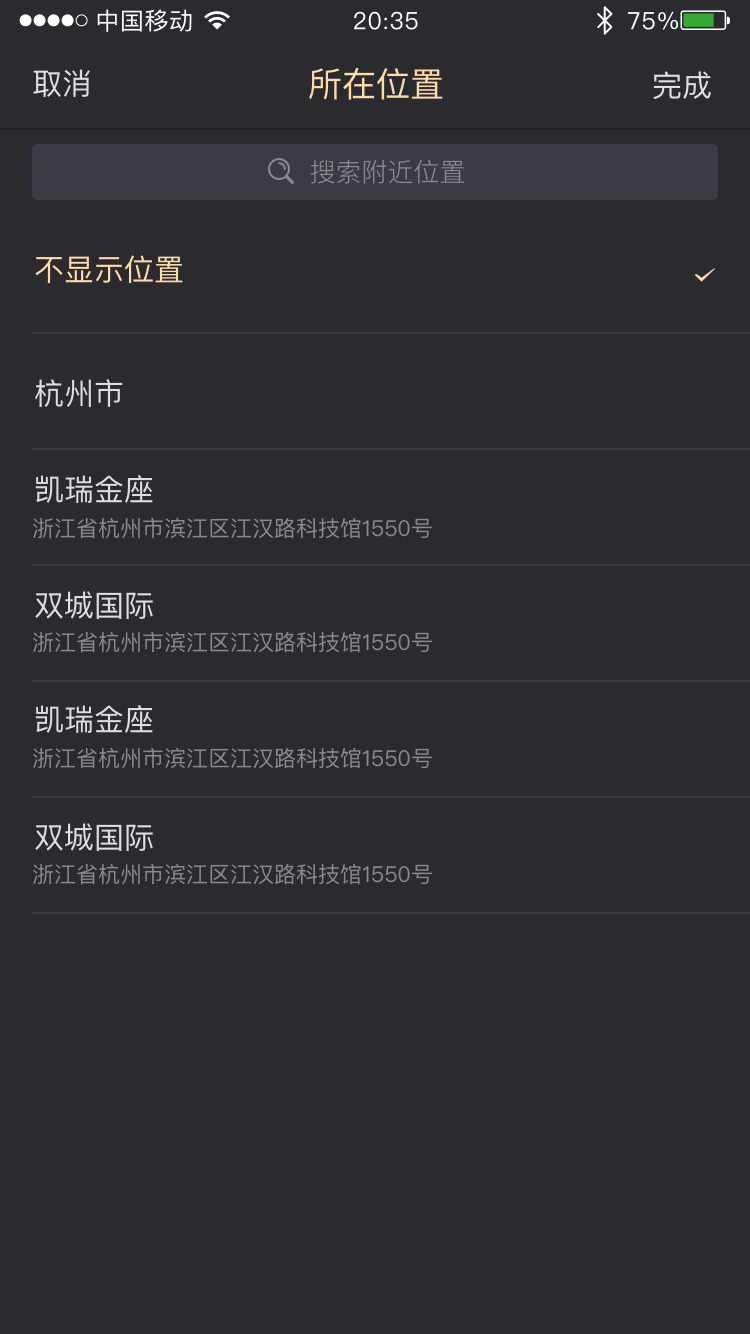 中国移动 20:35 75%
取消 所在位置 完成
搜索附近位置
不显示位置
杭州市
凯瑞金座
浙江省杭州市滨江区江汉路科技馆1550号
双城国际
浙江省杭州市滨江区江汉路科技馆1550号
凯瑞金座
浙江省杭州市滨江区江汉路科技馆1550号
双城国际
浙江省杭州市滨江区江汉路科技馆1550号